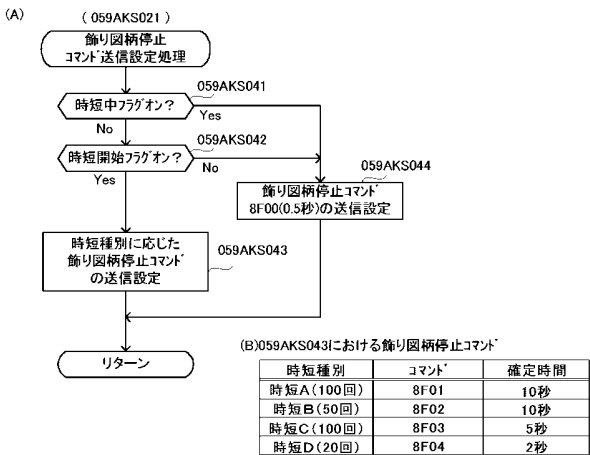 (A)
(059AKS021)
飾り図柄停止
コマンド送信設定処理
059AKS041
時短中フラグオン？
Yes
No
059AKS042
時短開始フラグオン？
No
Yes
059AKS044
飾り図柄停止コマンド
8F00(0.5秒)の送信設定
時短種別に応じた
飾り図柄停止コマンド
の送信設定
059AKS043
リターン
(B)059AKS043における飾り図柄停止コマンド
時短種別 コマンド 確定時間
時短A(100回) 8F01 10秒
時短B(50回) 8F02 10秒
時短C(100回) 8F03 5秒
時短D(20回) 8F04 2秒